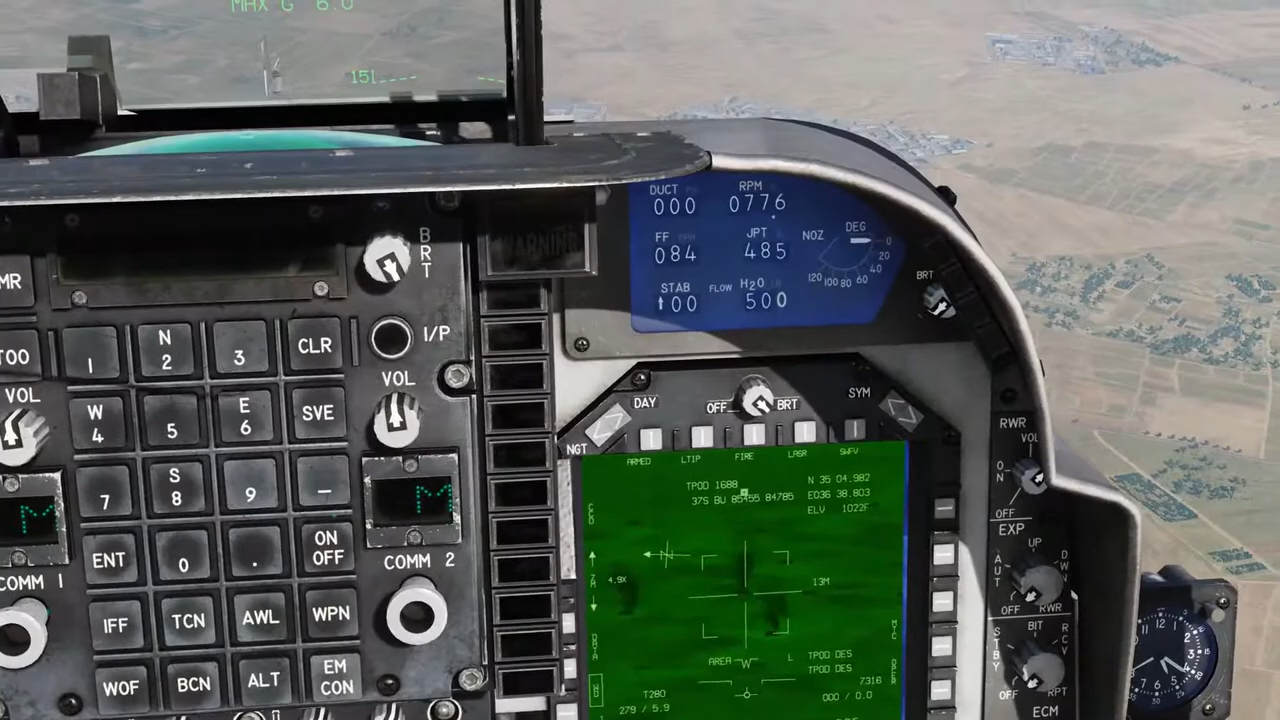 MAX G 6.0
151
DUCT RPM
000 0776
FF JPT
084 485
STAB FLOW H2O
00 500
NOZ DEG
0
20
40
60
80
100
120
BRT
WARNING
BRT
MR
TOO
1
N 2
3
CLR
I/P
VOL
VOL
W 4
5
E 6
SVE
7
S 8
9
–
ENT
0
.
ON OFF
M
M
COMM 1
COMM 2
IFF
TCN
AWL
WPN
WOF
BCN
ALT
EM CON
DAY
OFF
BRT
SYM
NGT
ARMED LTIP FIRE LASR
TPOD 1688
N 35 04.982
E036 38.803
ELV 1022F
4.9X
13M
AREA W L
TPOD DES
TPOD DES
7316
T280
279 / 5.9
000 / 0.0
RWR
VOL
ON
OFF
EXP
UP
AUT
DWN
OFF
RWR
BIT
STBY
RCV
OFF
RPT
ECM